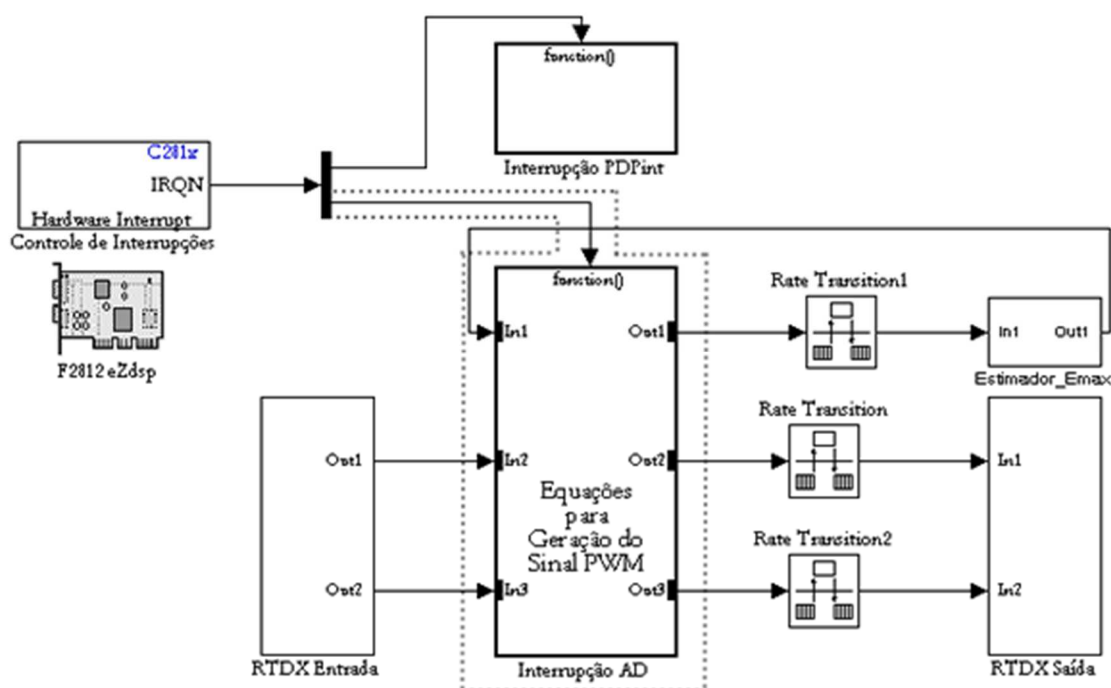 function()
Interrupção PDPint
C281x
IRQN
Hardware Interrupt
Controle de Interrupções
F2812 eZdsp
function()
In1
Out1
In2
Out2
In3
Out3
Equações
para
Geração do
Sinal PWM
Interrupção AD
Rate Transition1
In1
Out1
Estimador_Emax
Rate Transition
Rate Transition2
Out1
Out2
RTDX Entrada
In1
In2
RTDX Saída